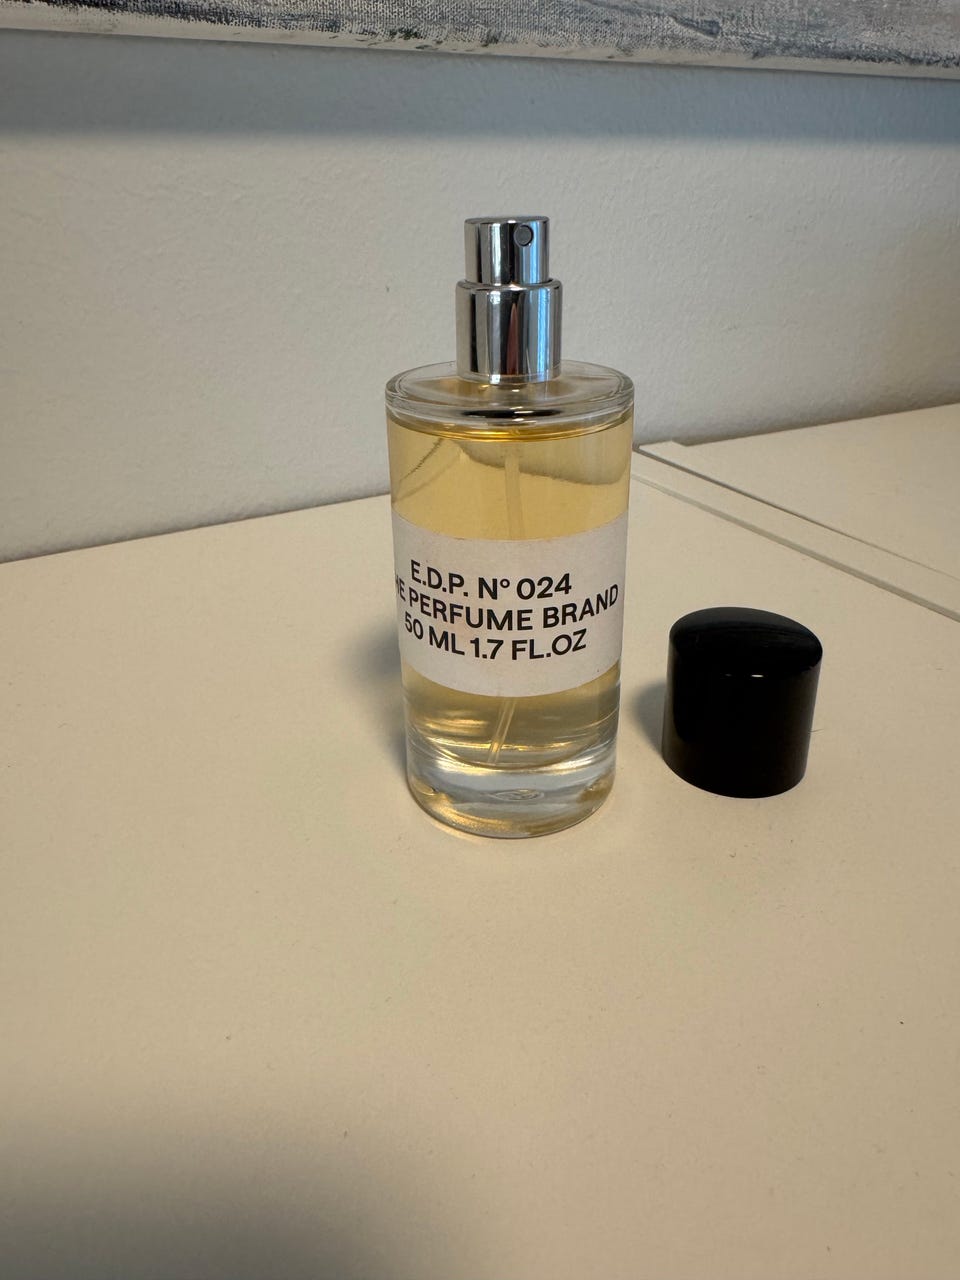 E.D.P. N° 024
HE PERFUME BRAND
50 ML 1.7 FL.OZ